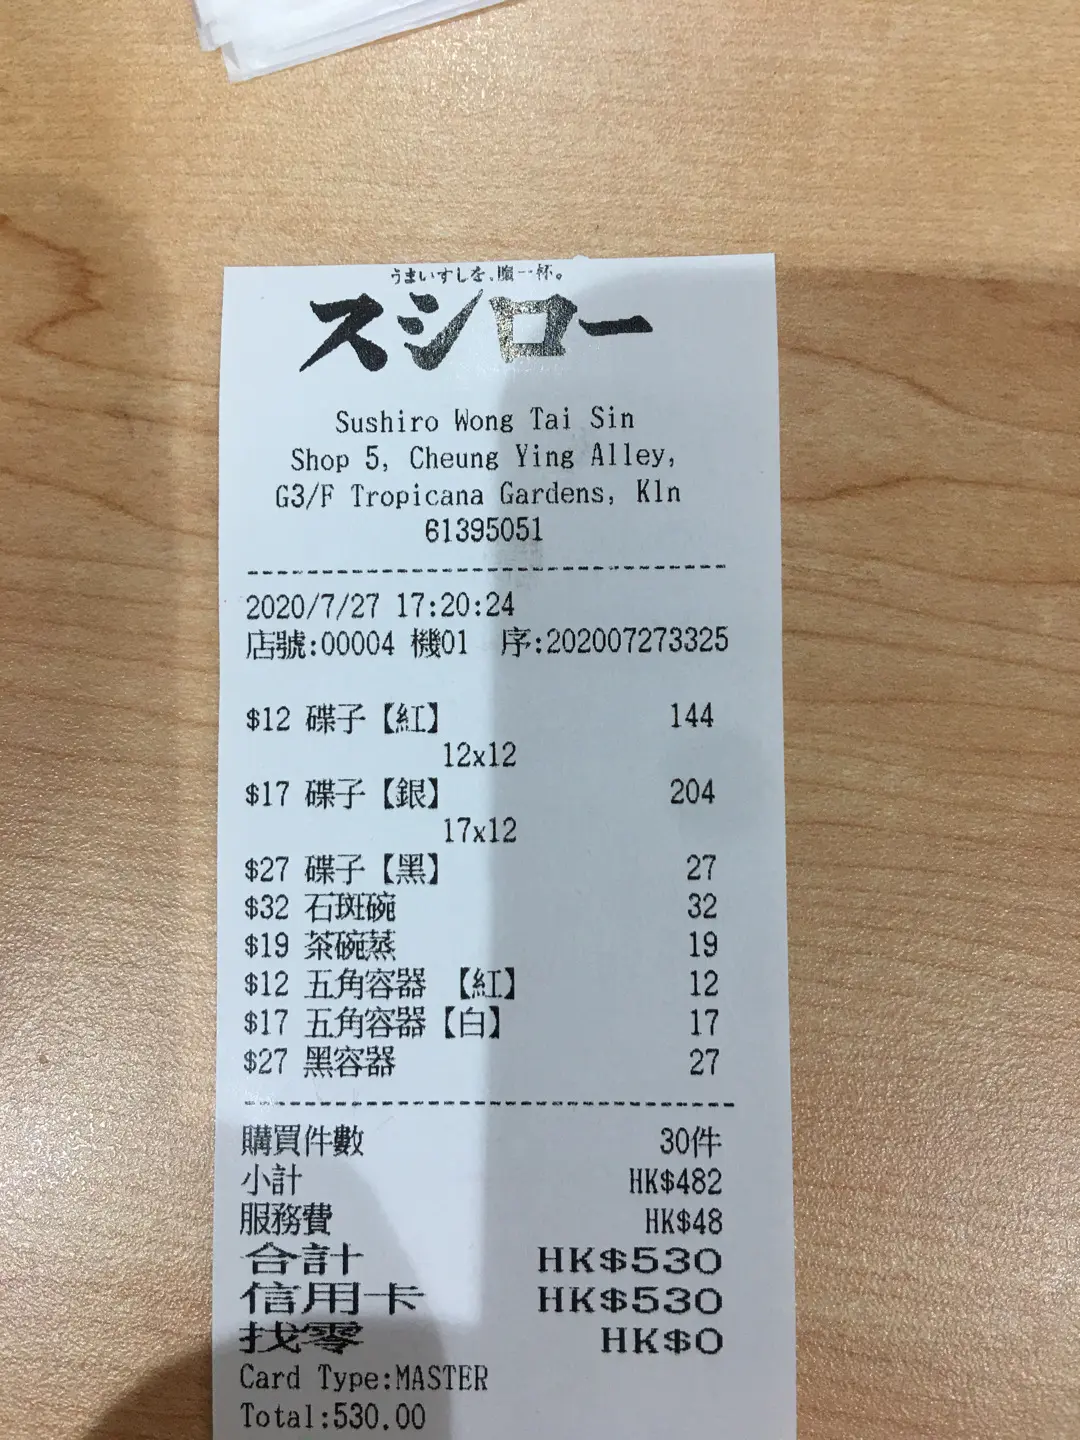 うまいすしを、腹一杯。
スシロー
Sushiro Wong Tai Sin
Shop 5, Cheung Ying Alley,
G3/F Tropicana Gardens, Kln
61395051
2020/7/27 17:20:24
店號:00004 機01 序:202007273325
$12 碟子【紅】 144
12x12
$17 碟子【銀】 204
17x12
$27 碟子【黑】 27
$32 石斑碗 32
$19 茶碗蒸 19
$12 五角容器 【紅】 12
$17 五角容器【白】 17
$27 黑容器 27
購買件數 30件
小計 HK$482
服務費 HK$48
合計 HK$530
信用卡 HK$530
找零 HK$0
Card Type:MASTER
Total:530.00